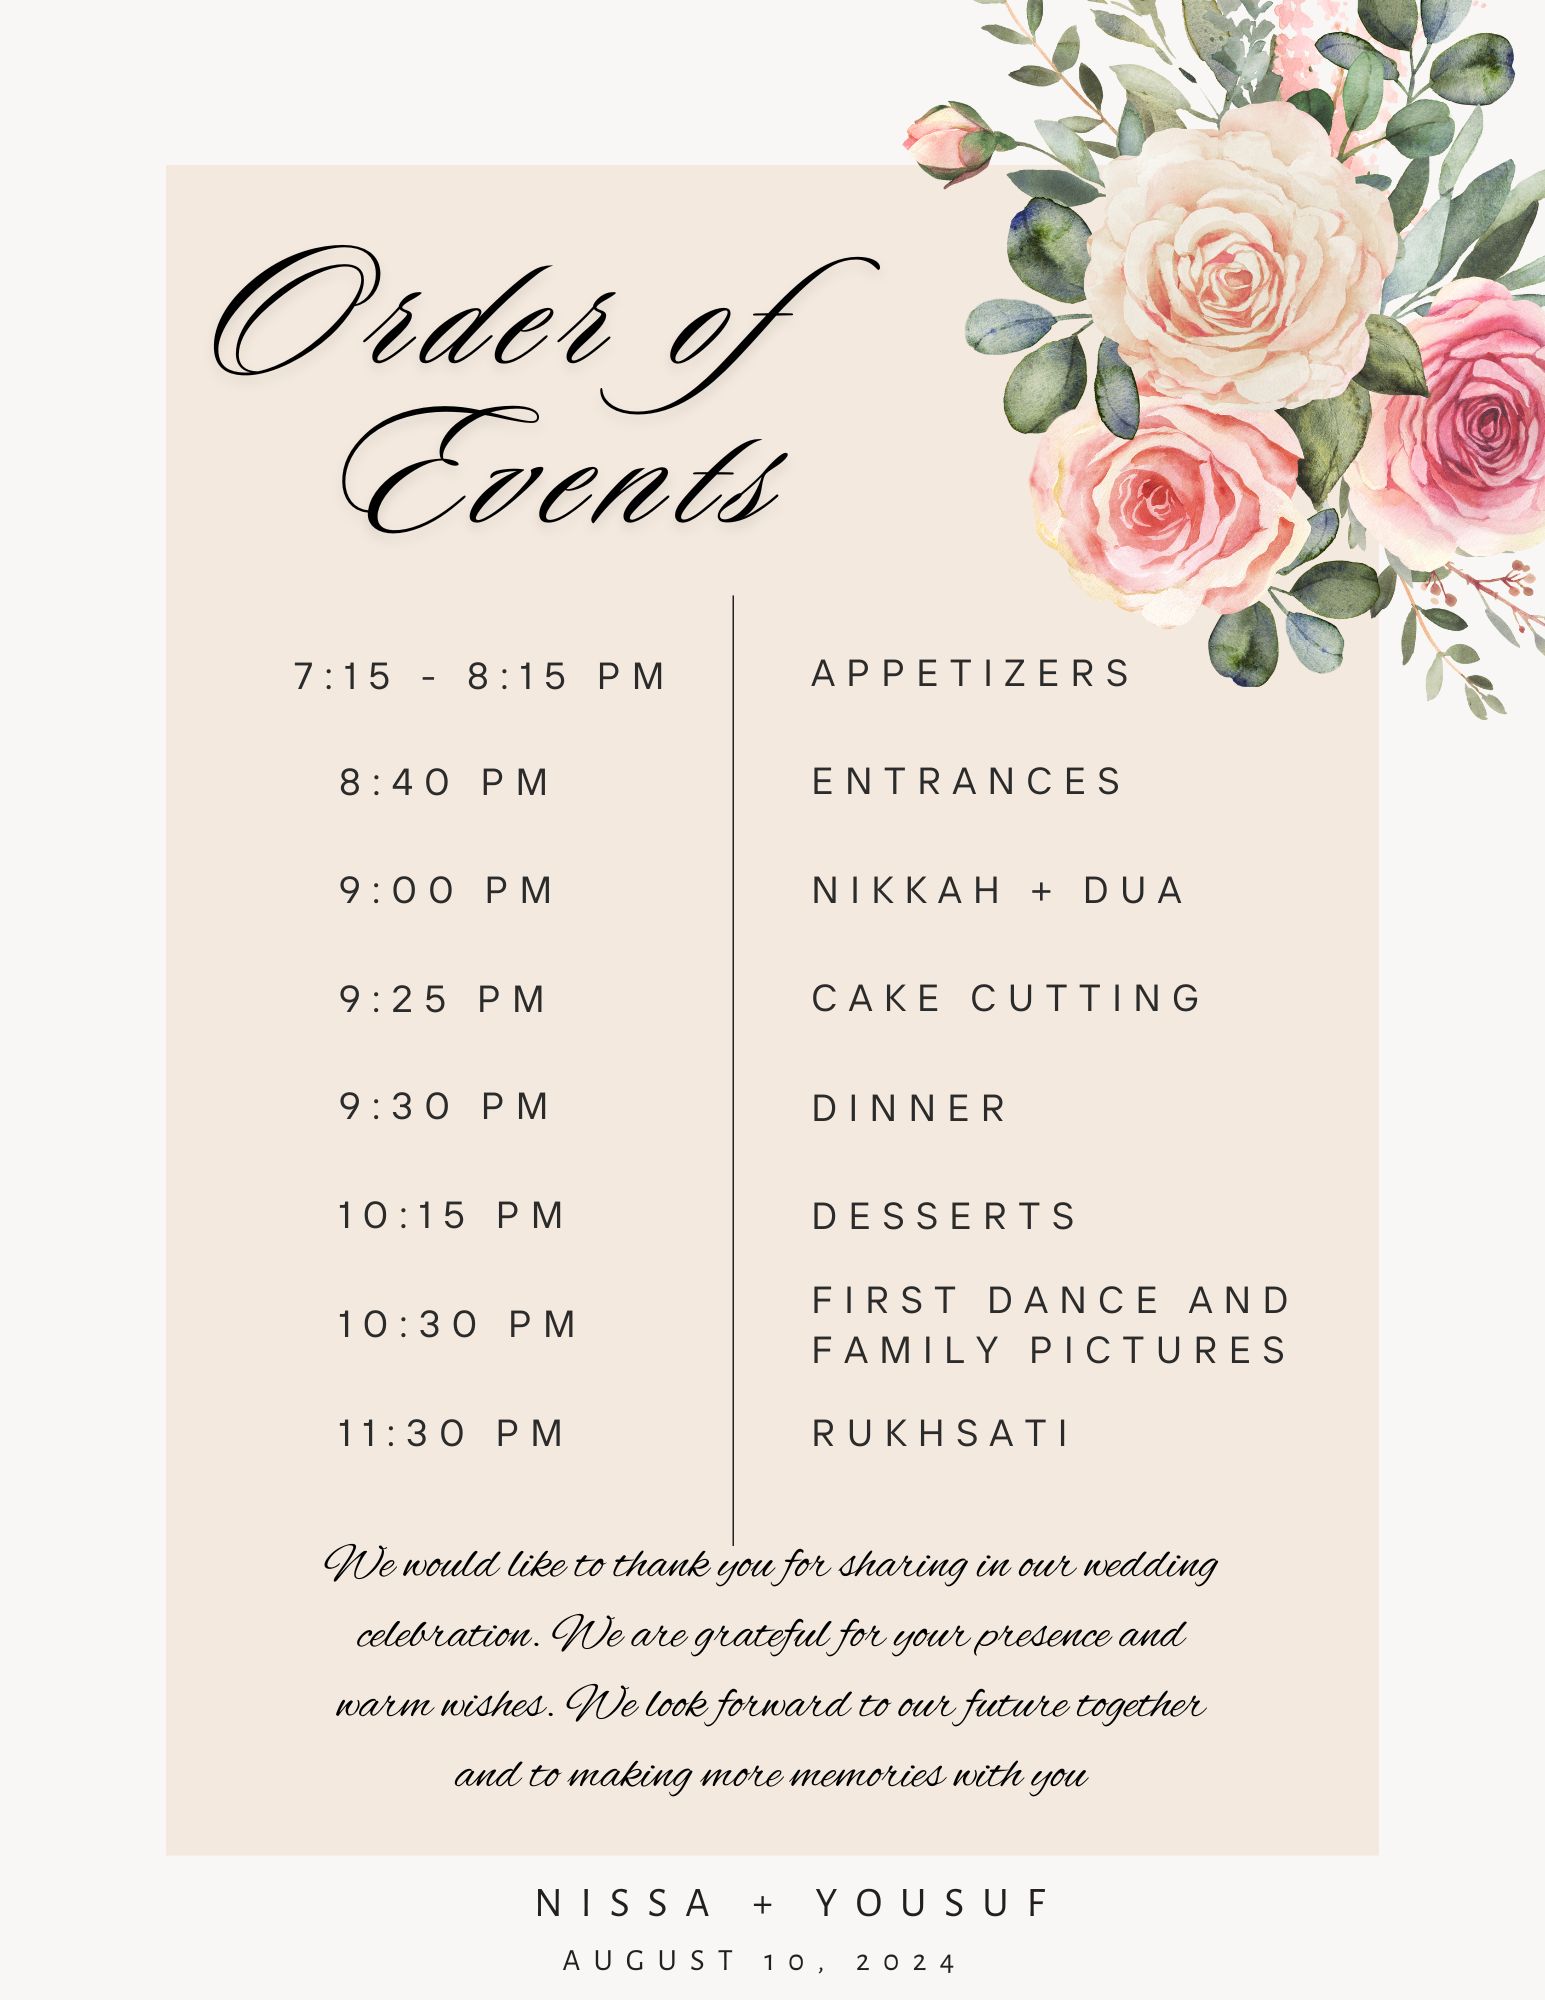 Order of
Events
7:15 - 8:15 PM APPETIZERS
8:40 PM ENTRANCES
9:00 PM NIKKAH + DUA
9:25 PM CAKE CUTTING
9:30 PM DINNER
10:15 PM DESSERTS
10:30 PM FIRST DANCE AND
FAMILY PICTURES
11:30 PM RUKHSATI
We would like to thank you for sharing in our wedding
celebration. We are grateful for your presence and
warm wishes. We look forward to our future together
and to making more memories with you
NISSA + YOUSUF
AUGUST 10, 2024